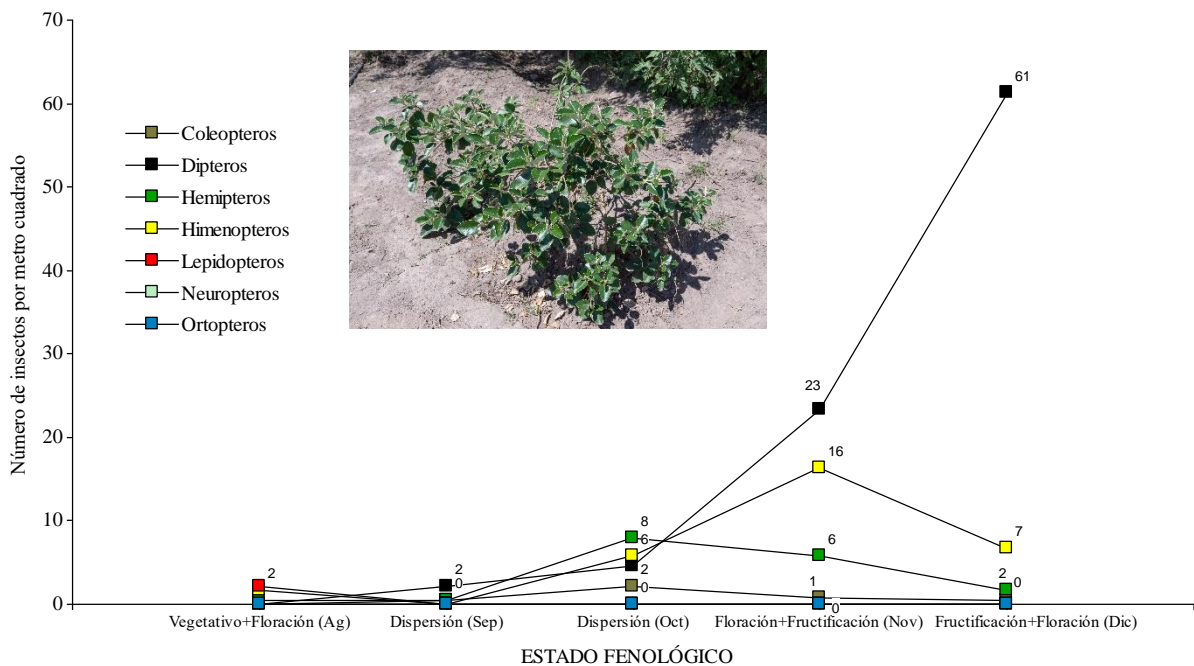 70
60
50
40
30
20
10
0
Número de insectos por metro cuadrado
Coleopteros
Dipteros
Hemipteros
Himenopteros
Lepidopteros
Neuropteros
Ortopteros
2
2
0
8
6
2
0
23
16
6
1
0
61
7
2
0
Vegetativo+Floración (Ag)
Dispersión (Sep)
Dispersión (Oct)
Floración+Fructificación (Nov)
Fructificación+Floración (Dic)
ESTADO FENOLÓGICO